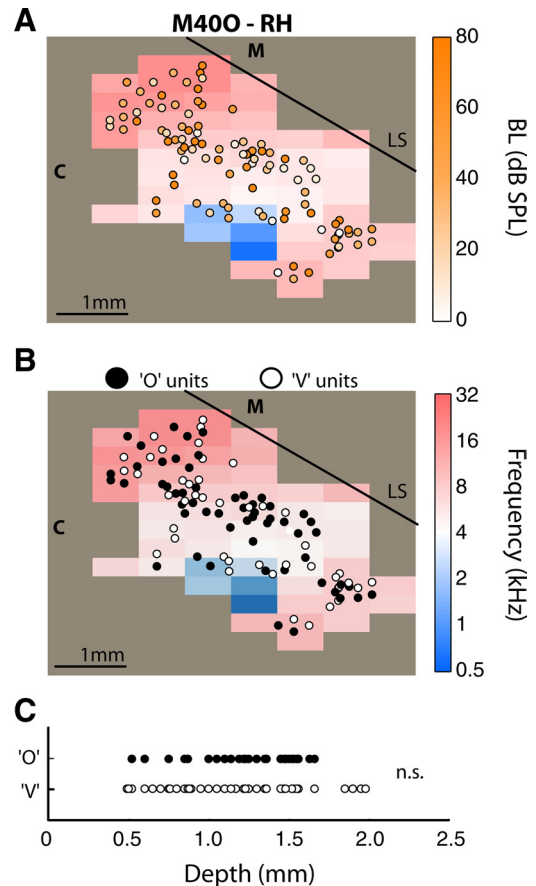 A
M40O - RH
M
LS
C
1mm
80
60
40
20
0
BL (dB SPL)
B
'O' units
'V' units
M
LS
C
1mm
32
16
8
4
2
1
0.5
Frequency (kHz)
C
'O'
'V'
n.s.
0
0.5
1.0
1.5
2.0
2.5
Depth (mm)